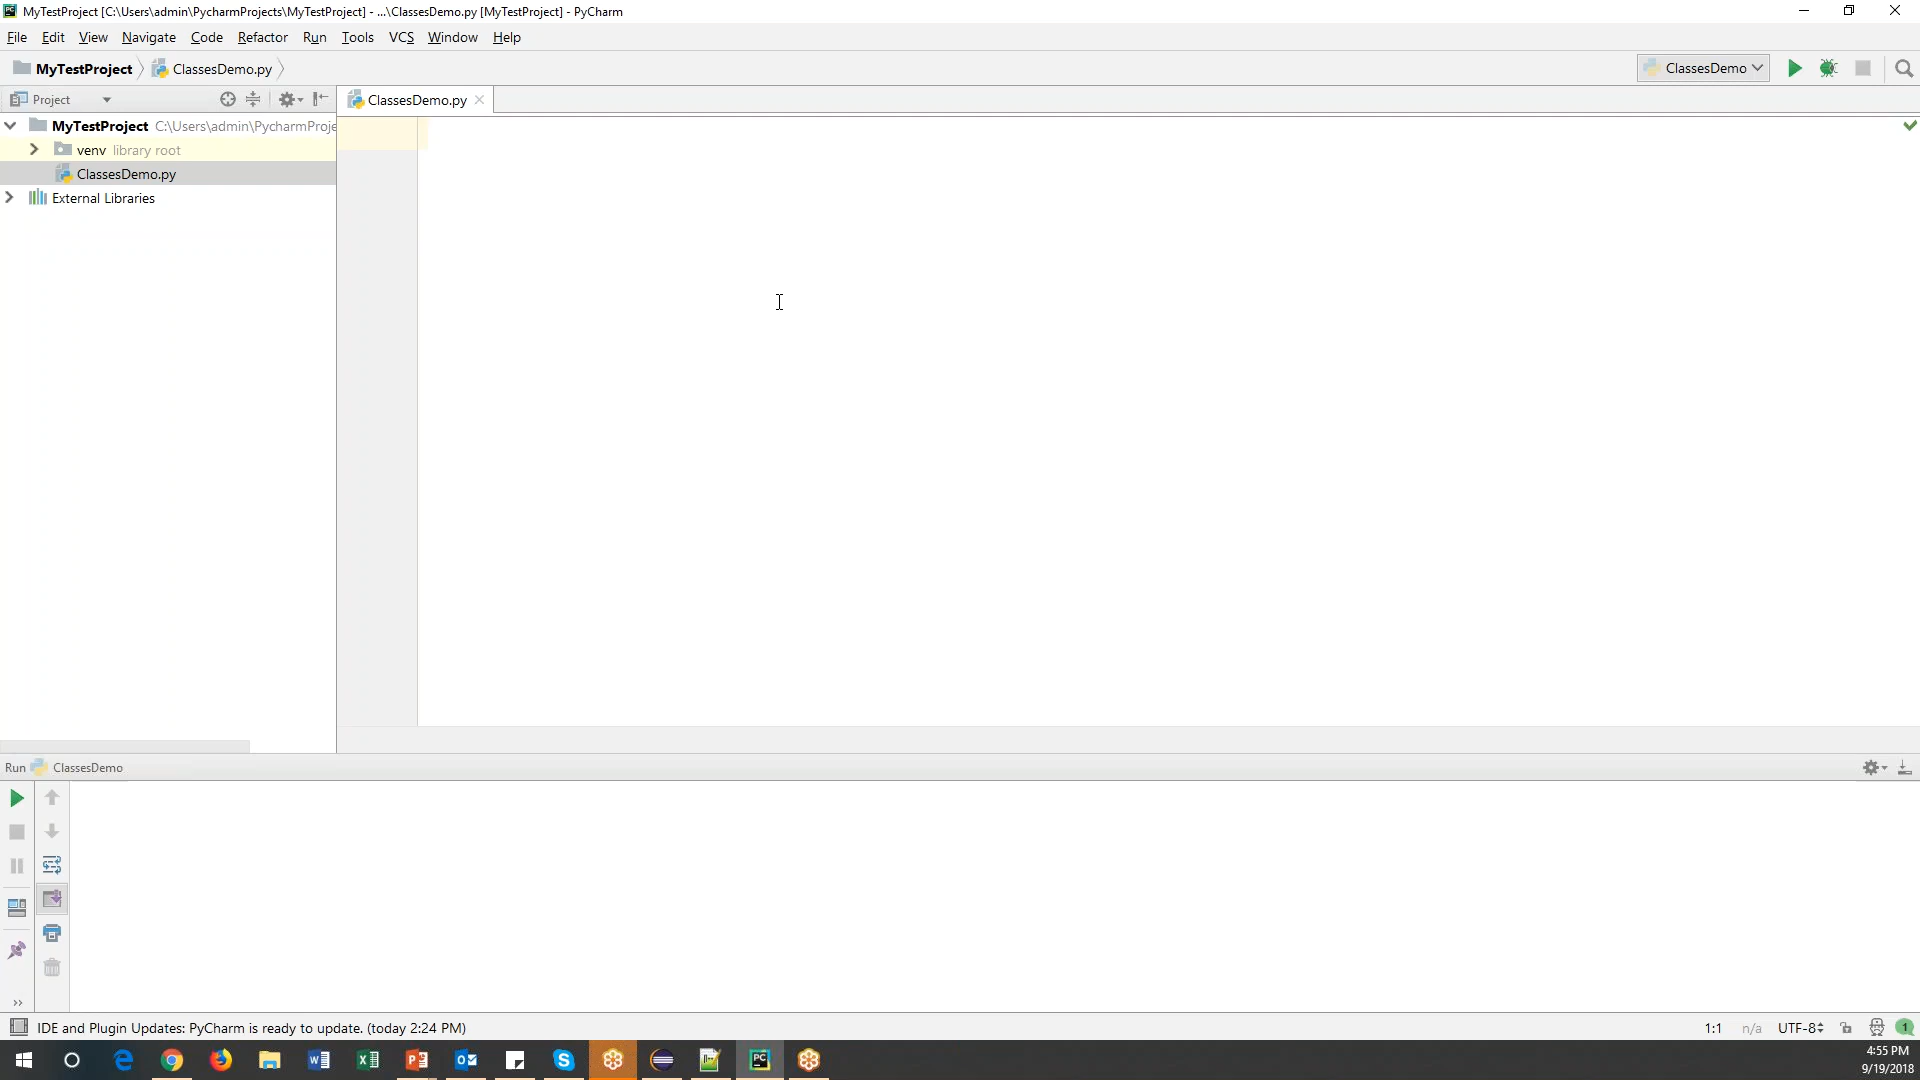 MyTestProject [C:\Users\admin\PycharmProjects\MyTestProject] - ...\ClassesDemo.py [MyTestProject] - PyCharm
File Edit View Navigate Code Refactor Run Tools VCS Window Help
MyTestProject ClassesDemo.py ClassesDemo
Project ClassesDemo.py
MyTestProject C:\Users\admin\PycharmProje
venv library root
ClassesDemo.py
External Libraries
Run ClassesDemo
IDE and Plugin Updates: PyCharm is ready to update. (today 2:24 PM) 1:1 n/a UTF-8 1
4:55 PM
9/19/2018